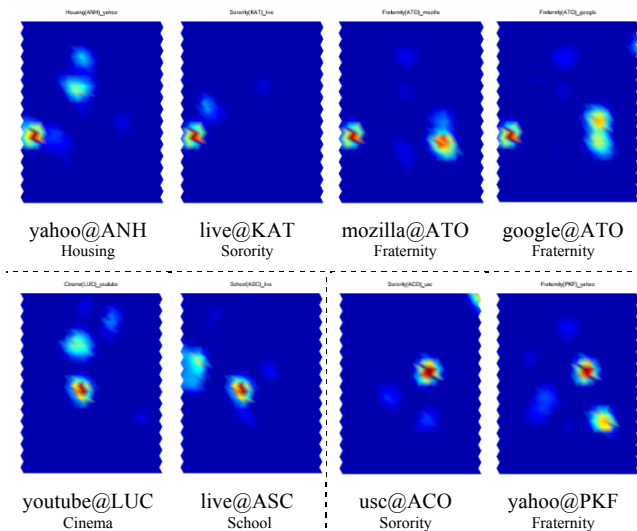 Housing(ANH)_yahoo
Sorority(KAT)_live
Fraternity(ATO)_mozilla
Fraternity(ATO)_google
yahoo@ANH
Housing
live@KAT
Sorority
mozilla@ATO
Fraternity
google@ATO
Fraternity
Cinema(LUC)_youtube
School(ASC)_live
Sorority(ACO)_usc
Fraternity(PKF)_yahoo
youtube@LUC
Cinema
live@ASC
School
usc@ACO
Sorority
yahoo@PKF
Fraternity